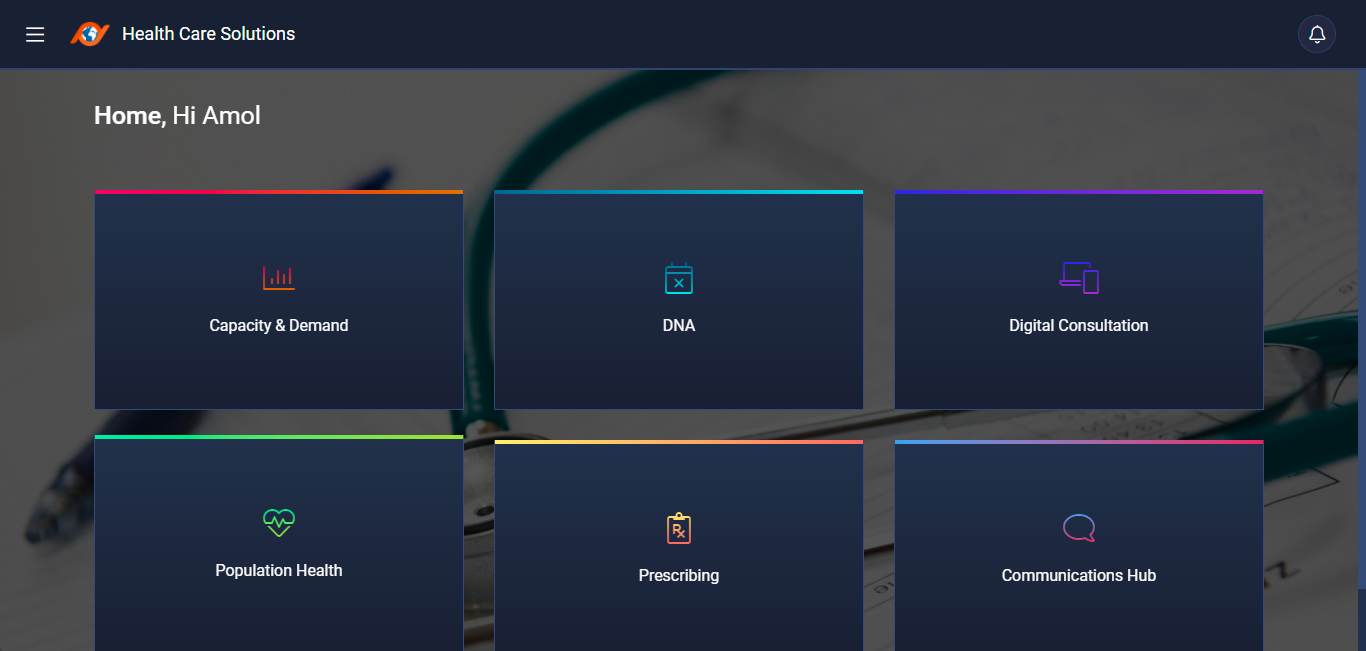 Health Care Solutions
Home, Hi Amol
Capacity & Demand
DNA
Digital Consultation
Population Health
Prescribing
Communications Hub